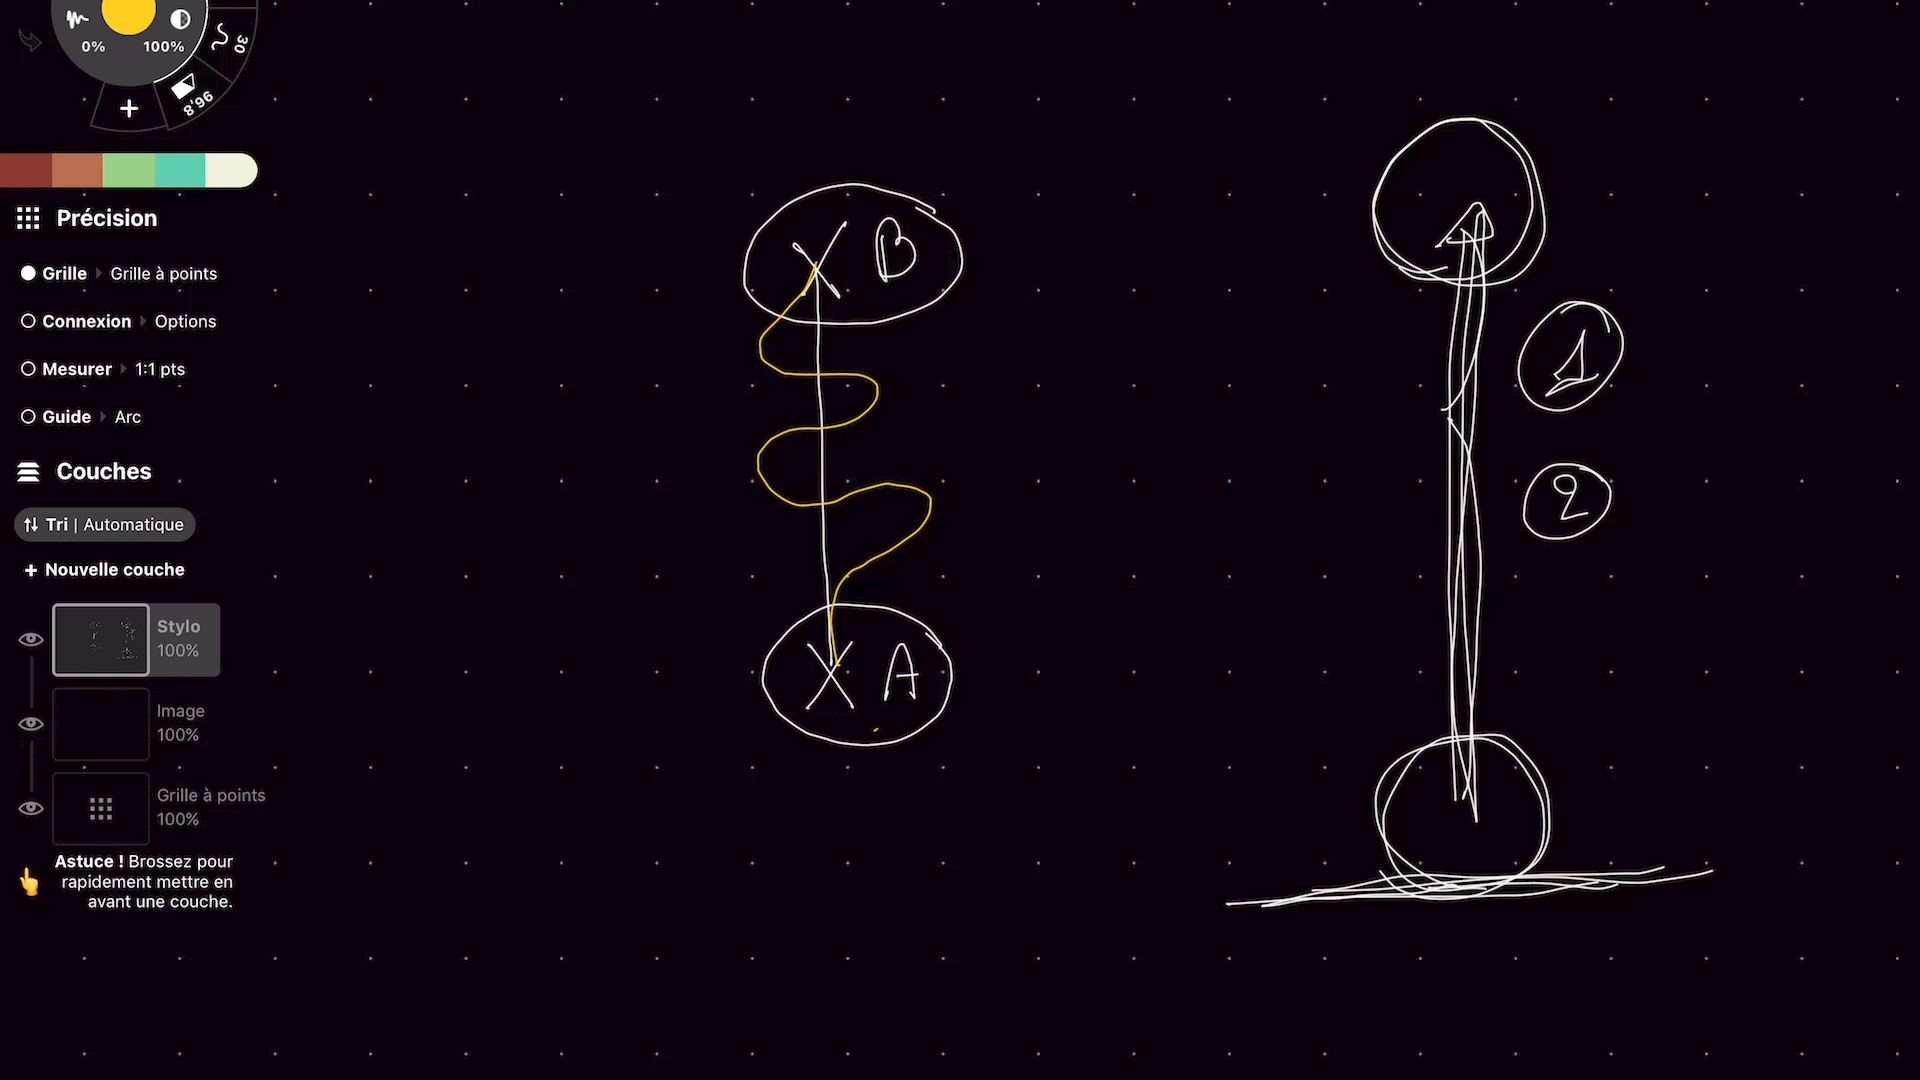 0%
100%
30
96,8
Précision
Grille Grille à points
Connexion Options
Mesurer 1:1 pts
Guide Arc
Couches
Tri | Automatique
+ Nouvelle couche
Stylo
100%
Image
100%
Grille à points
100%
Astuce ! Brossez pour
rapidement mettre en
avant une couche.
X B
X A
1
2